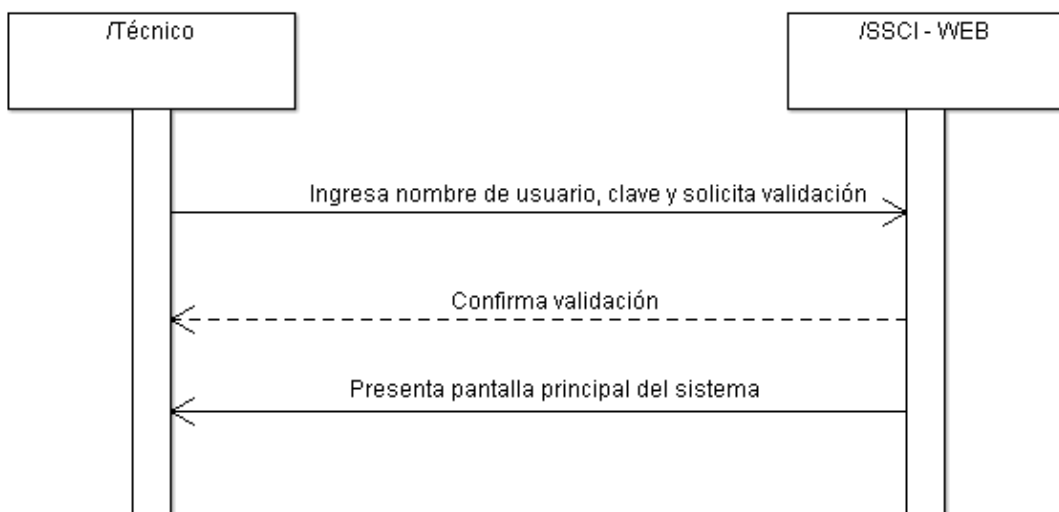 /Técnico
/SSCI - WEB
Ingresa nombre de usuario, clave y solicita validación
Confirma validación
Presenta pantalla principal del sistema